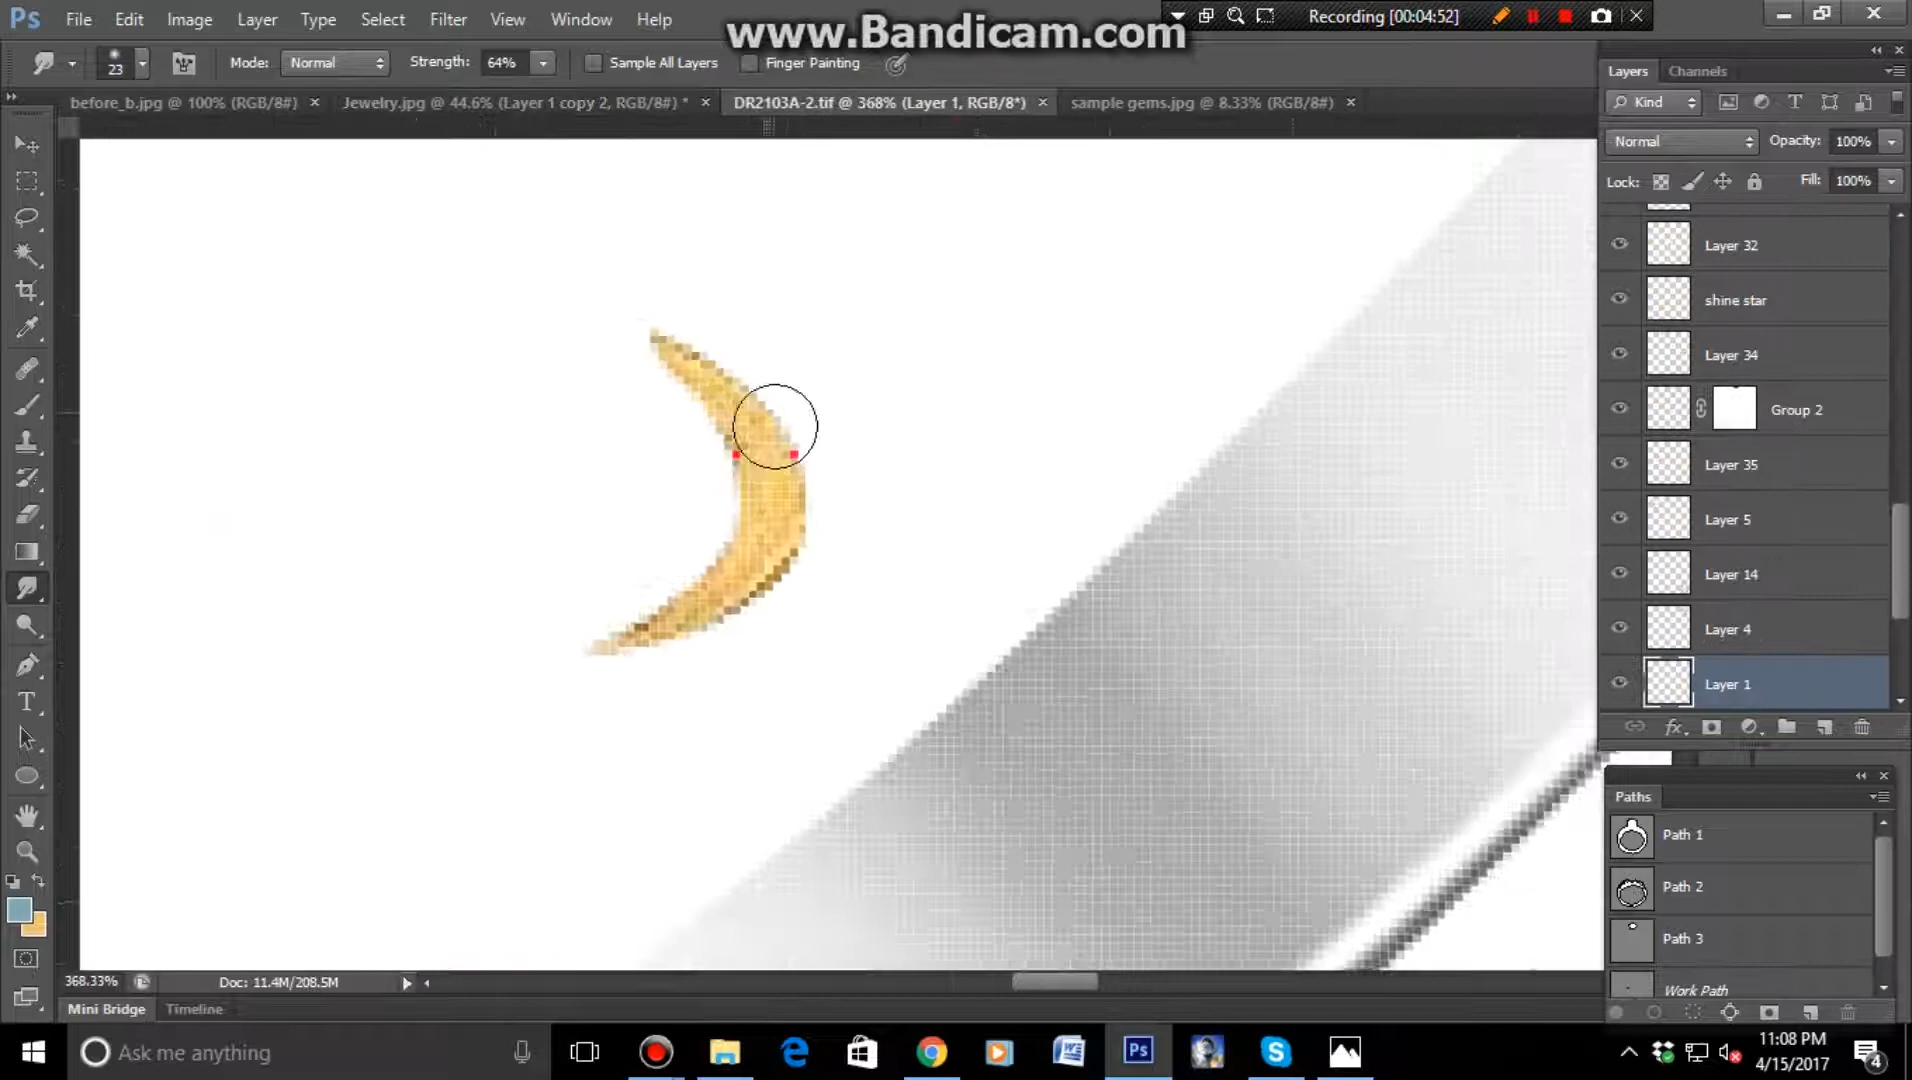 Ps File Edit Image Layer Type Select Filter View Window Help
www.Bandicam.com
Recording [00:04:52]
23 Mode: Normal Strength: 64% Sample All Layers Finger Painting
before_b.jpg @ 100% (RGB/8#) × Jewelry.jpg @ 44.6% (Layer 1 copy 2, RGB/8#) * × DR2103A-2.tif @ 368% (Layer 1, RGB/8*) × sample gems.jpg @ 8.33% (RGB/8#) ×
Layers Channels
Kind
Normal Opacity: 100%
Lock: Fill: 100%
Layer 32
shine star
Layer 34
Group 2
Layer 35
Layer 5
Layer 14
Layer 4
Layer 1
fx
Paths
Path 1
Path 2
Path 3
Work Path
368.33% Doc: 11.4M/208.5M
Mini Bridge Timeline
Ask me anything
11:08 PM
4/15/2017
4